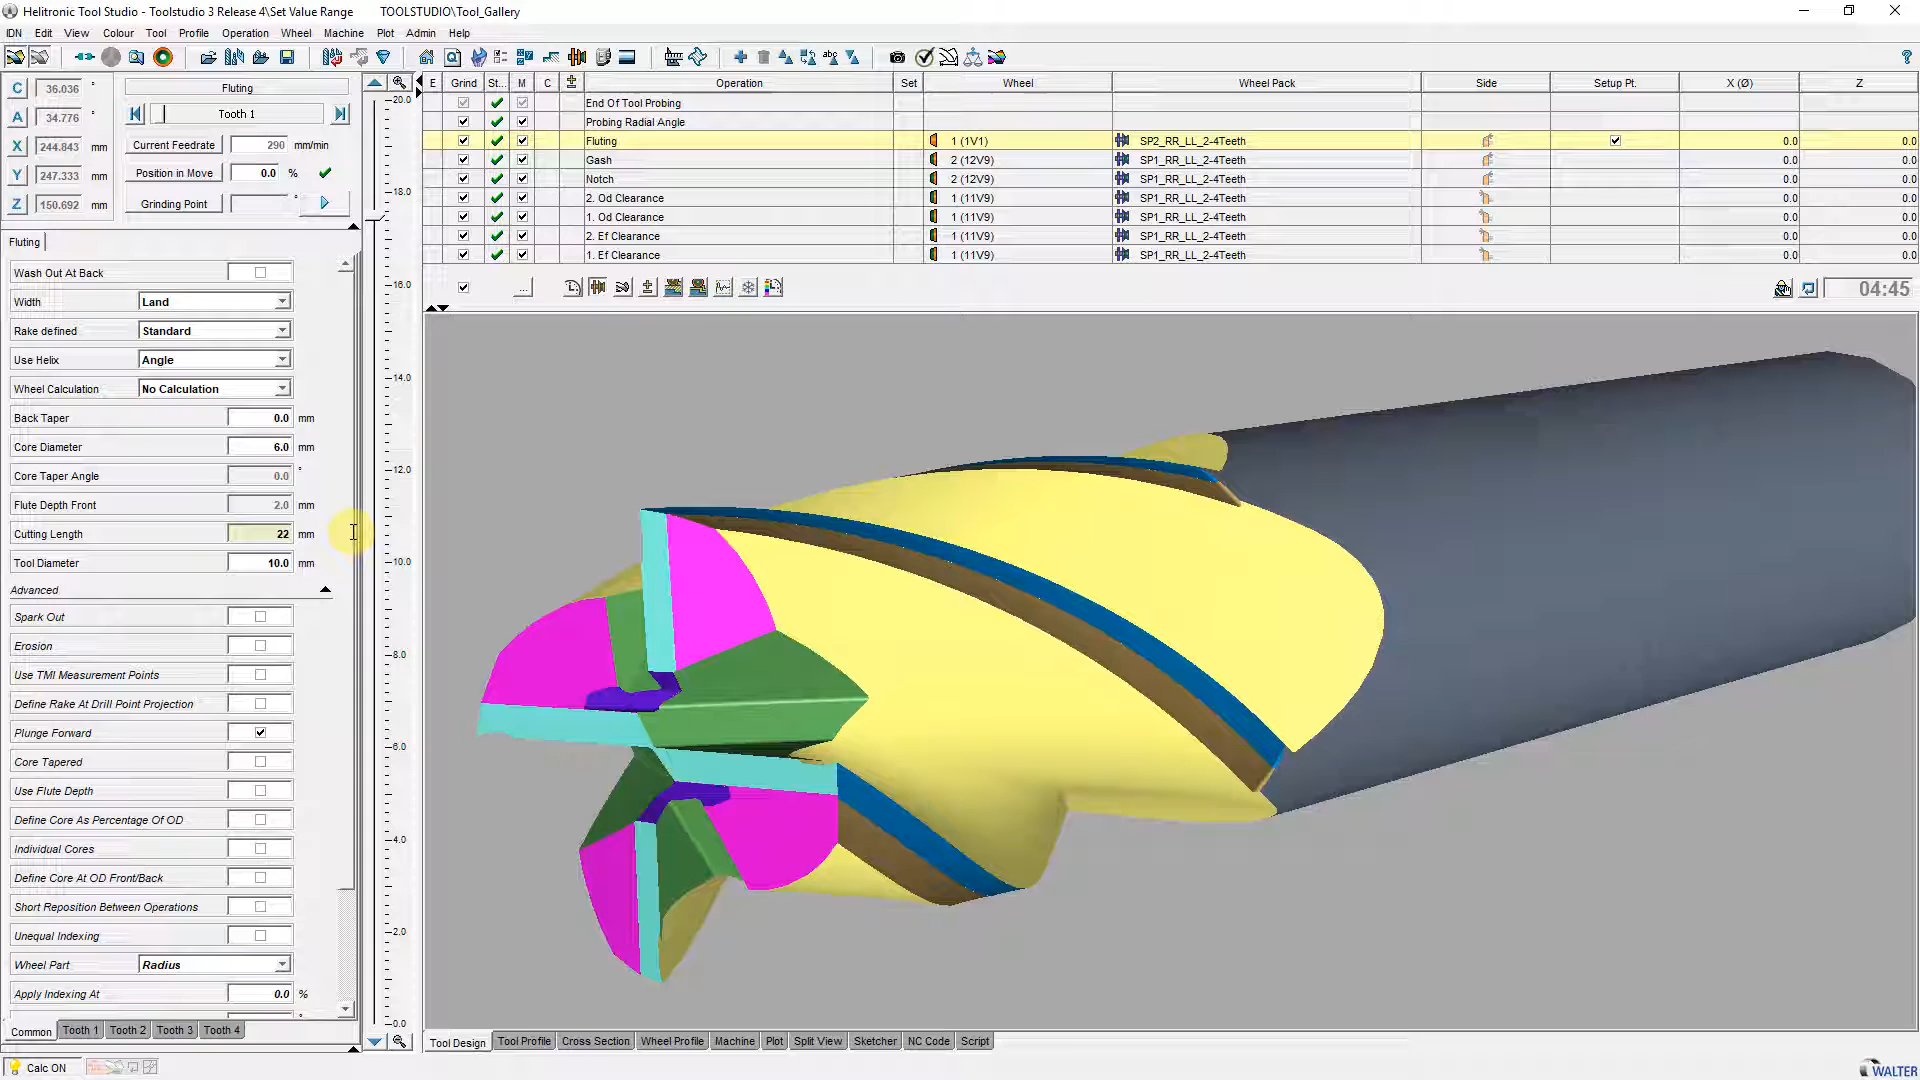 Helitronic Tool Studio - Toolstudio 3 Release 4\Set Value Range TOOLSTUDIO\Tool_Gallery
IDN Edit View Colour Tool Profile Operation Wheel Machine Plot Admin Help
C 36.036 °
A 34.776 °
X 244.843 mm
Y 247.333 mm
Z 150.692 mm
Fluting
Tooth 1
Current Feedrate 290 mm/min
Position in Move 0.0 %
Grinding Point °
E Grind St... M C Operation Set Wheel Wheel Pack Side Setup Pt. X (Ø) Z
End Of Tool Probing
Probing Radial Angle
Fluting 1 (1V1) SP2_RR_LL_2-4Teeth 0.0 0.0
Gash 2 (12V9) SP1_RR_LL_2-4Teeth 0.0 0.0
Notch 2 (12V9) SP1_RR_LL_2-4Teeth 0.0 0.0
2. Od Clearance 1 (11V9) SP1_RR_LL_2-4Teeth 0.0 0.0
1. Od Clearance 1 (11V9) SP1_RR_LL_2-4Teeth 0.0 0.0
2. Ef Clearance 1 (11V9) SP1_RR_LL_2-4Teeth 0.0 0.0
1. Ef Clearance 1 (11V9) SP1_RR_LL_2-4Teeth 0.0 0.0
... 04:45
Fluting
Wash Out At Back
Width Land
Rake defined Standard
Use Helix Angle
Wheel Calculation No Calculation
Back Taper 0.0 mm
Core Diameter 6.0 mm
Core Taper Angle 0.0 °
Flute Depth Front 2.0 mm
Cutting Length 22 mm
Tool Diameter 10.0 mm
Advanced
Spark Out
Erosion
Use TMI Measurement Points
Define Rake At Drill Point Projection
Plunge Forward
Core Tapered
Use Flute Depth
Define Core As Percentage Of OD
Individual Cores
Define Core At OD Front/Back
Short Reposition Between Operations
Unequal Indexing
Wheel Part Radius
Apply Indexing At 0.0 %
Common Tooth 1 Tooth 2 Tooth 3 Tooth 4
20.0
18.0
16.0
14.0
12.0
10.0
8.0
6.0
4.0
2.0
0.0
Tool Design Tool Profile Cross Section Wheel Profile Machine Plot Split View Sketcher NC Code Script
Calc ON
WALTER